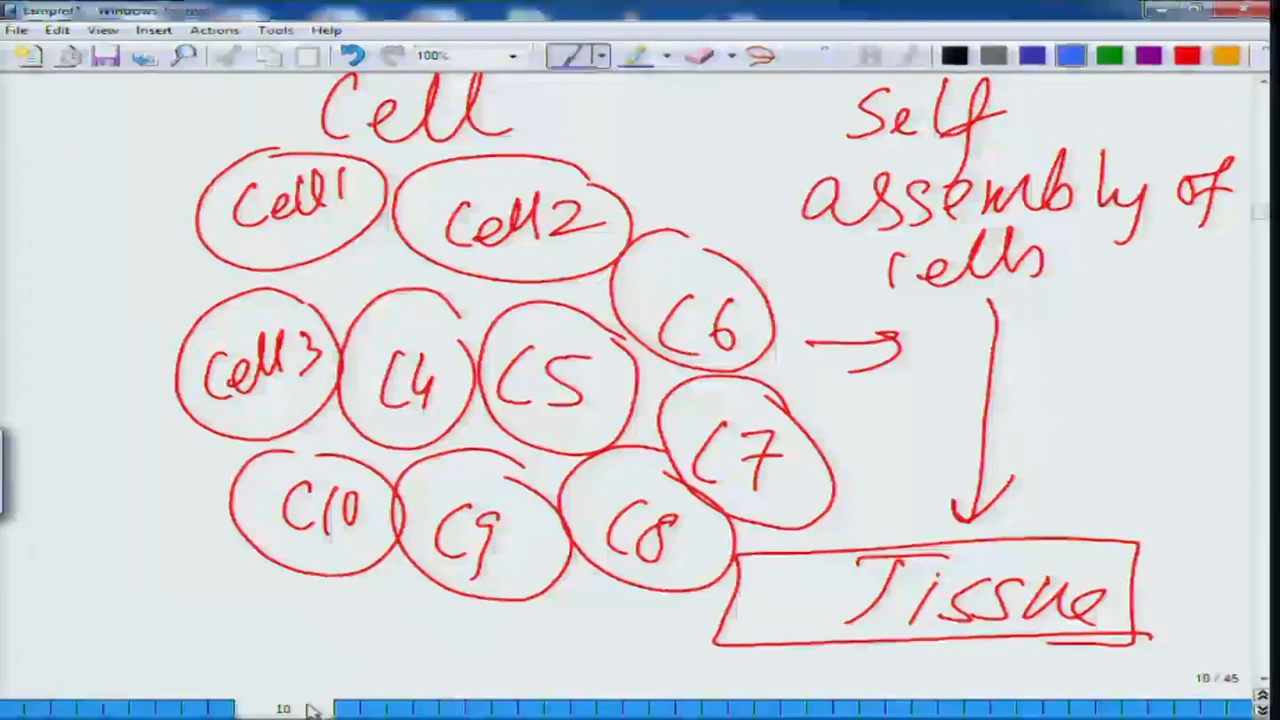 File Edit View Insert Actions Tools Help
100%
Cell
Self
assembly of
cells
Cell1
Cell2
C6
Cell3
C4
C5
C7
C10
C9
C8
Tissue
10 / 45
10